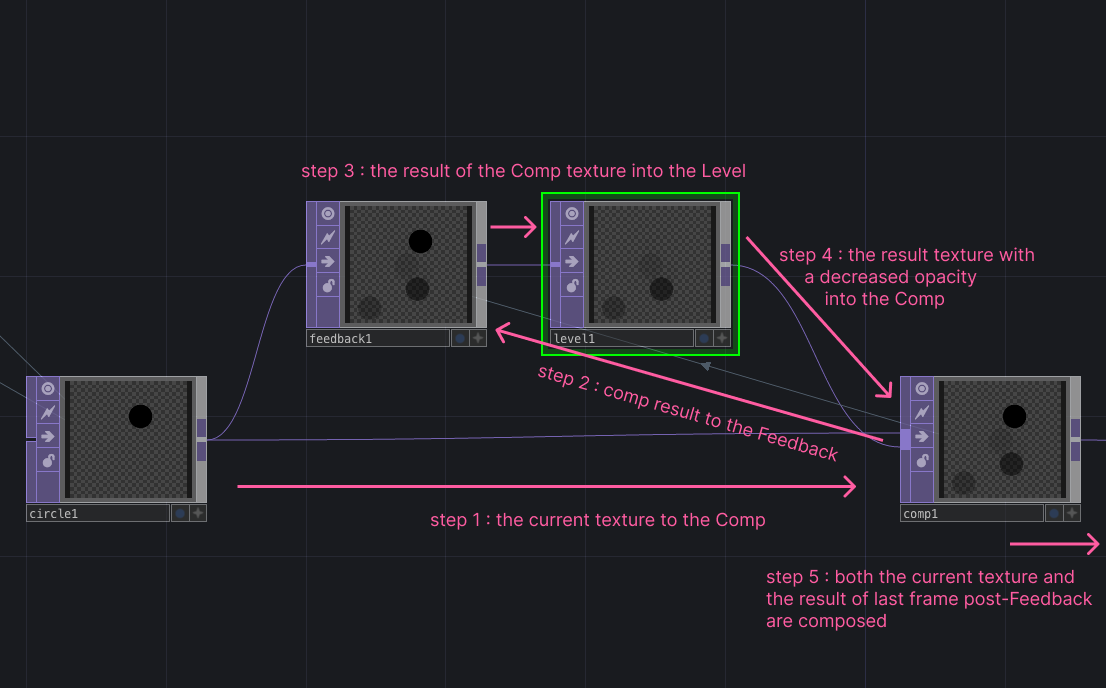 step 3 : the result of the Comp texture into the Level
step 4 : the result texture with
a decreased opacity
into the Comp
feedback1
level1
step 2 : comp result to the Feedback
circle1
comp1
step 1 : the current texture to the Comp
step 5 : both the current texture and
the result of last frame post-Feedback
are composed